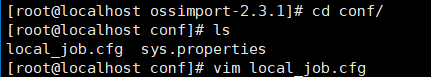 [root@localhost ossimport-2.3.1]# cd conf/
[root@localhost conf]# ls
local_job.cfg  sys.properties
[root@localhost conf]# vim local_job.cfg